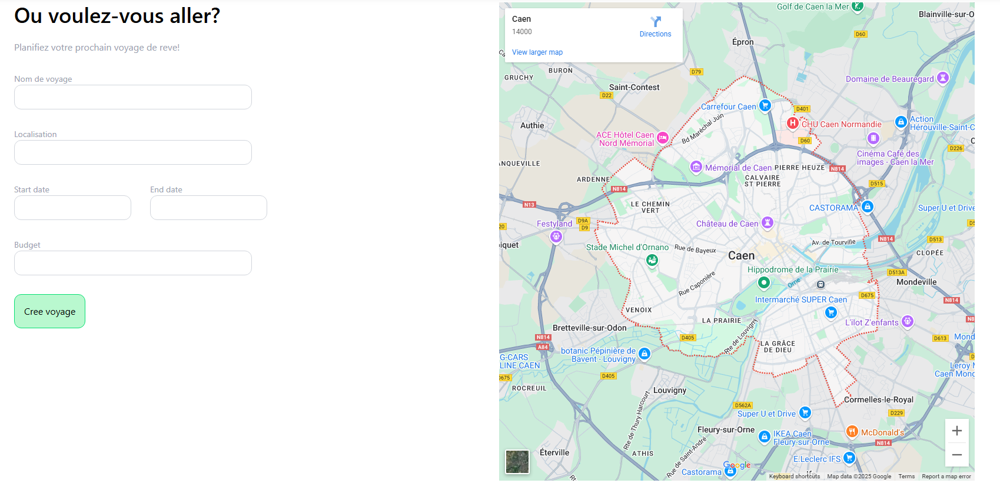 Ou voulez-vous aller?
Planifiez votre prochain voyage de reve!
Nom de voyage
Localisation
Start date
End date
Budget
Cree voyage
Caen
14000
Directions
View larger map
Golf de Caen la Mer
Blainville-sur-O
D60
Épron
BURON
GRUCHY
D79
Domaine de Beauregard
Saint-Contest
D22
Carrefour Caen
D401
Bd Maréchal Juin
Authie
CHU Caen Normandie
Action
Hérouville-Saint-C
ACE Hôtel Caen
Nord Mémorial
D60
D226
Cinéma Café des
images - Caen la Mer
ANQUEVILLE
Mémorial de Caen
PIERRE HEUZE
N814
ARDENNE
CALVAIRE
ST PIERRE
D515
N814
N13
LE CHEMIN
VERT
CASTORAMA
Super U et Drive
Festyland
D9A
D9
20
Château de Caen
D5
iquet
Stade Michel d'Ornano
Rue de Bayeux
Av. de Tourville
N814
D513
CLOPÉE
Caen
Hippodrome de la Prairie
D513A
Mondeville
Rue Caponière
Orne
Intermarché SUPER Caen
D675
N814
VENOIX
LA PRAIRIE
L'ilot Z'enfants
N8
Bretteville-sur-Odon
Rte de Louvigny
N814
A84
D405
LA GRÂCE
DE DIEU
D613
Mond
botanic Pépinière de
Bavent - Louvigny
G-CARS
LINE CAEN
D
Leroy M
Caen Mond
D675
D405
ROCREUIL
Louvigny
Cormelles-le-Royal
D562A
Super U et Drive
D229
Rte de Thury Harcourt
Fleury-sur-Orne
IKEA Caen
Fleury-sur-Orne
McDonald's
N814
Éterville
ATHIS
Rue de Saint-André
E.Leclerc IFS
Castorama
Google
Ifs
Keyboard shortcuts
Map data ©2025 Google
Terms
Report a map error